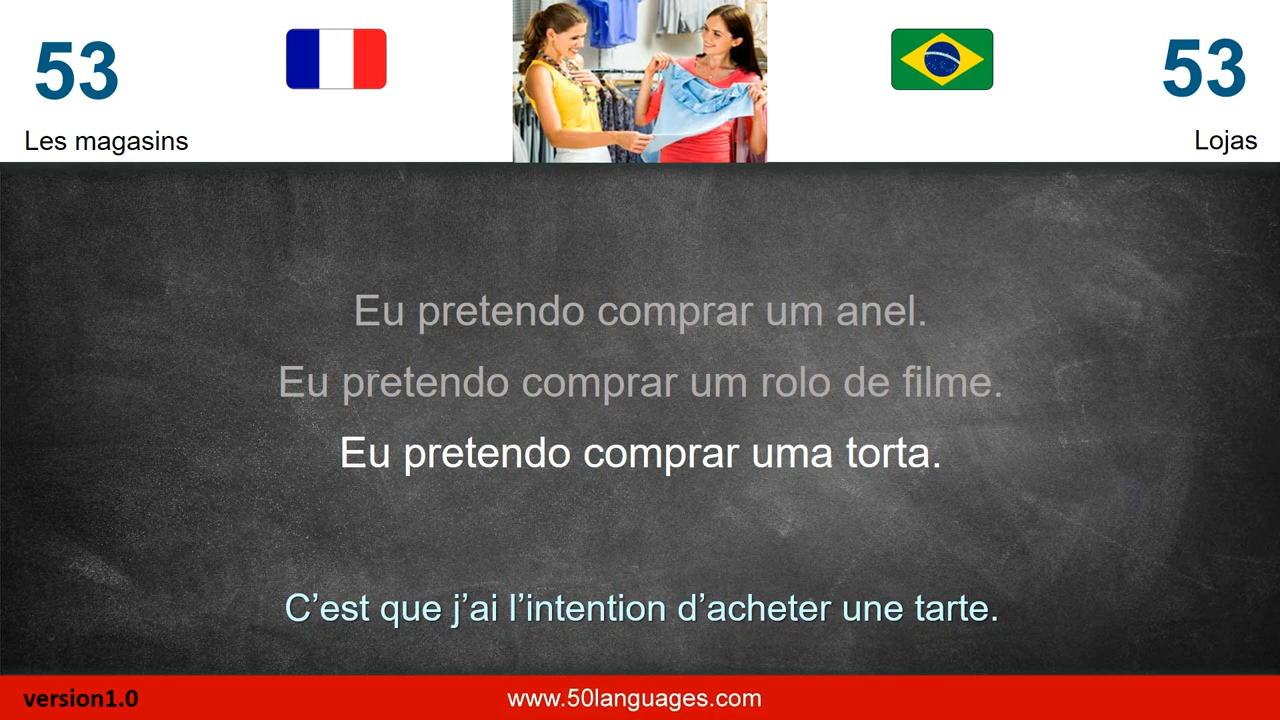 53
53
Les magasins
Lojas
Eu pretendo comprar um anel.
Eu pretendo comprar um rolo de filme.
Eu pretendo comprar uma torta.
C’est que j’ai l’intention d’acheter une tarte.
version1.0
www.50languages.com